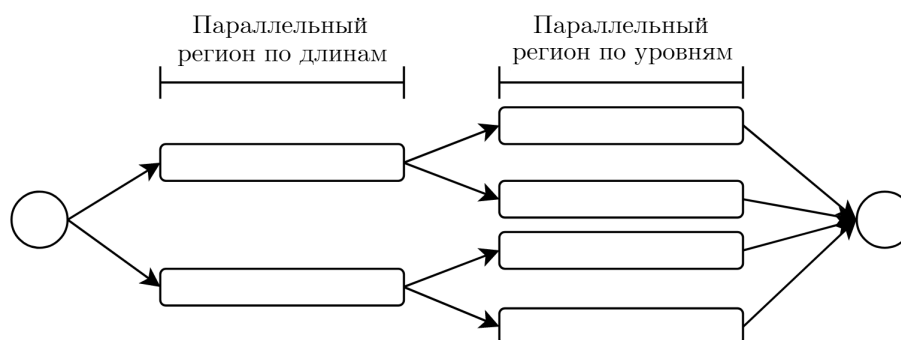 Параллельный
регион по длинам
Параллельный
регион по уровням